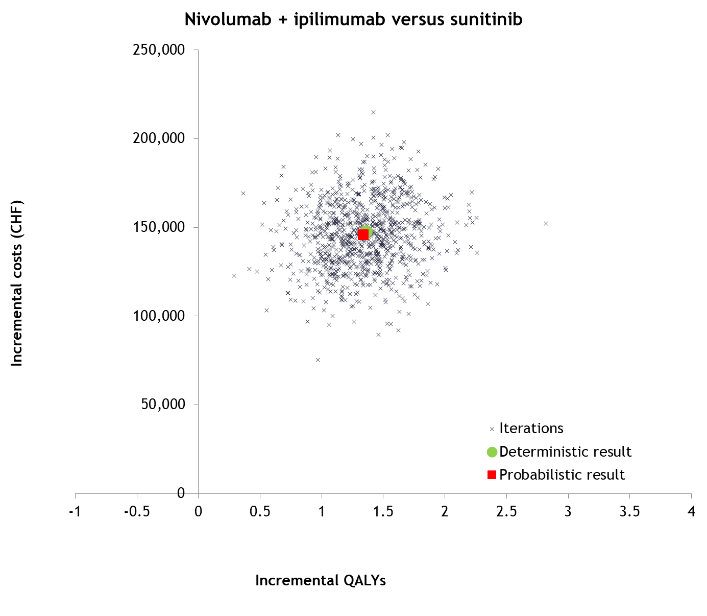 Nivolumab + ipilimumab versus sunitinib
250,000
200,000
150,000
100,000
50,000
0
Incremental costs (CHF)
Iterations
Deterministic result
Probabilistic result
-1 -0.5 0 0.5 1 1.5 2 2.5 3 3.5 4
Incremental QALYs